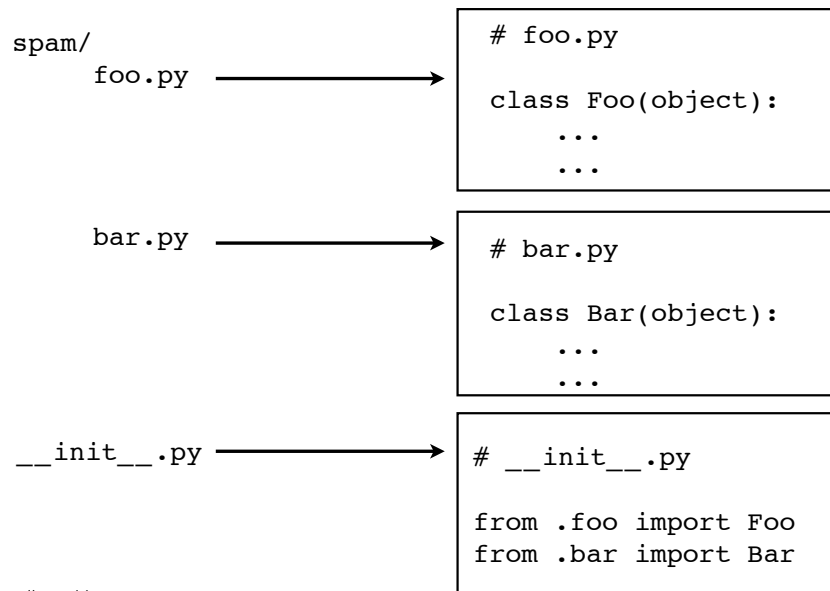 spam/
foo.py
# foo.py
class Foo(object):
...
...
bar.py
# bar.py
class Bar(object):
...
...
__init__.py
# __init__.py
from .foo import Foo
from .bar import Bar